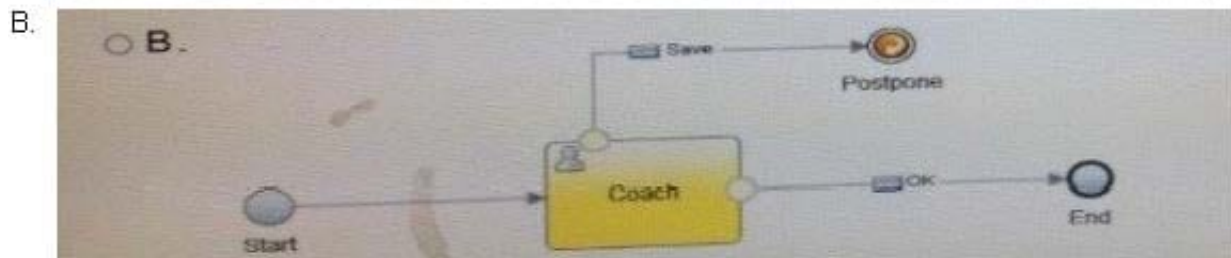 B.
B.
Save
Postpone
Coach
OK
Start
End